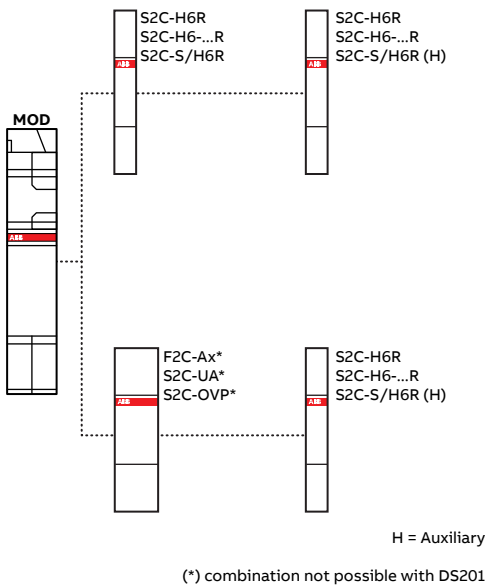 S2C-H6R
S2C-H6-...R
S2C-S/H6R
ABB
S2C-H6R
S2C-H6-...R
S2C-S/H6R (H)
ABB
MOD
ABB
F2C-Ax*
S2C-UA*
S2C-OVP*
ABB
S2C-H6R
S2C-H6-...R
S2C-S/H6R (H)
ABB
H = Auxiliary
(*) combination not possible with DS201